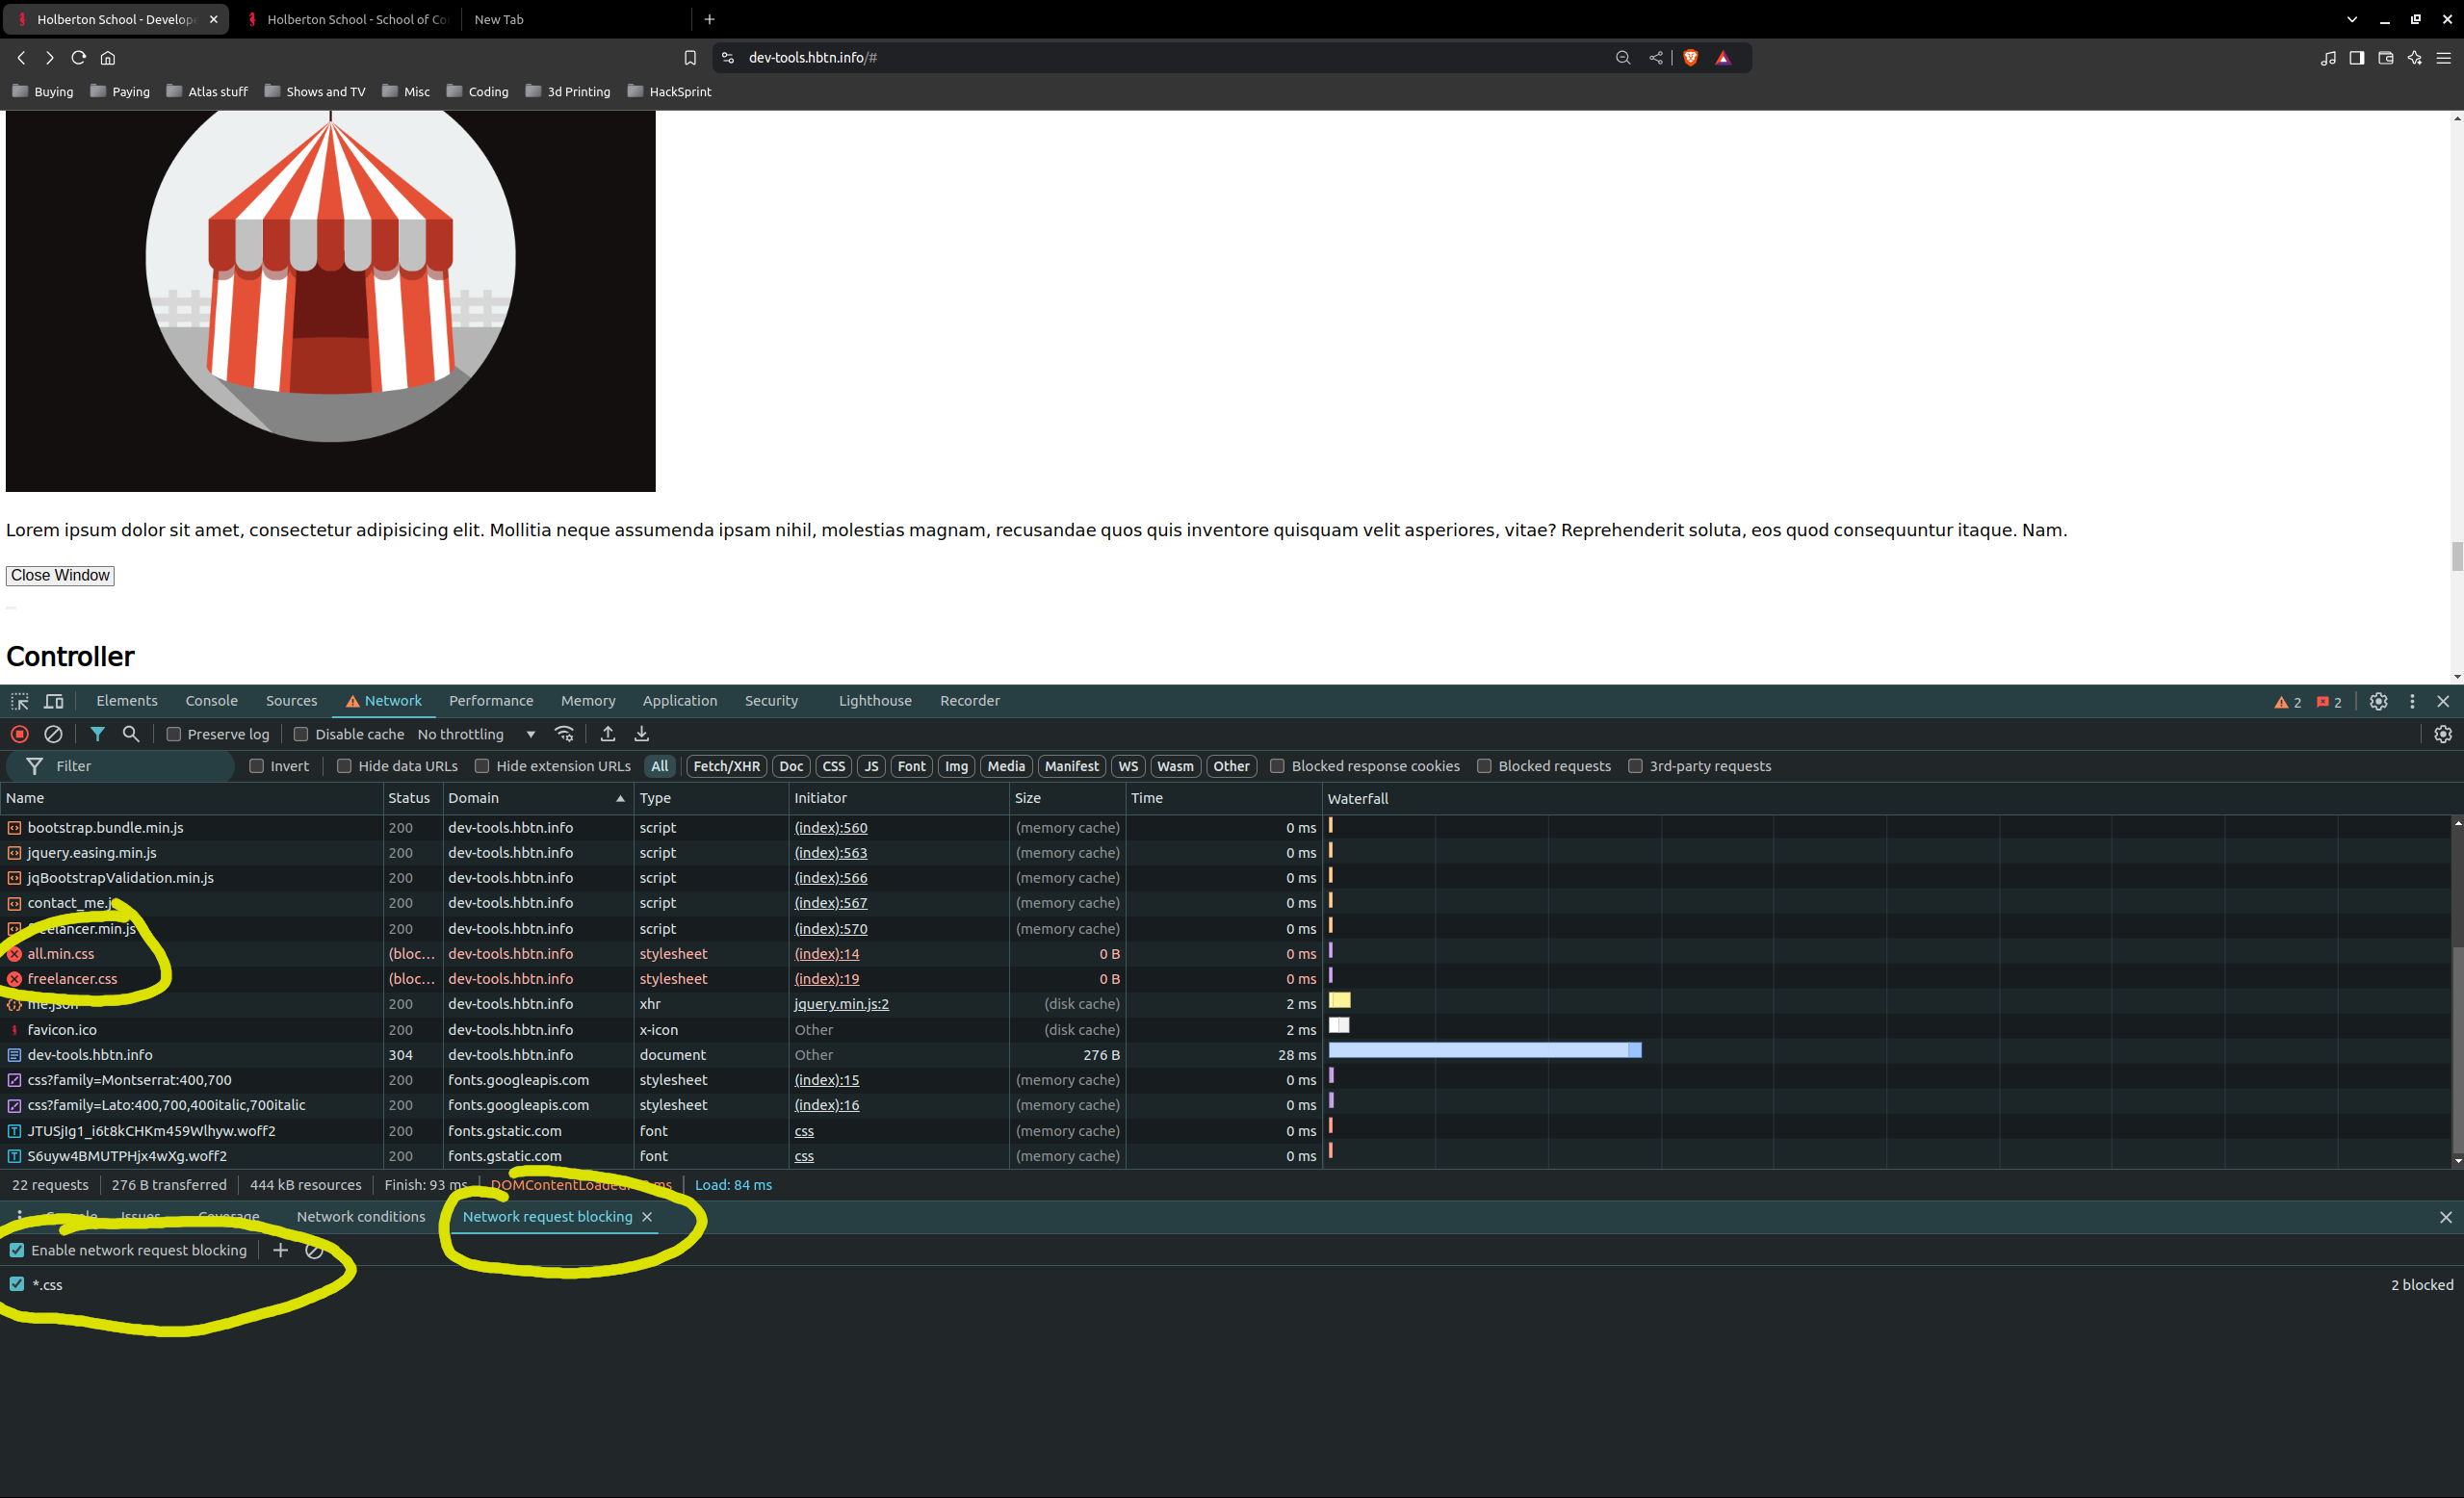 Holberton School - Develope
Holberton School - School of Co
New Tab
dev-tools.hbtn.info/#
Buying Paying Atlas stuff Shows and TV Misc Coding 3d Printing HackSprint
Lorem ipsum dolor sit amet, consectetur adipisicing elit. Mollitia neque assumenda ipsam nihil, molestias magnam, recusandae quos quis inventore quisquam velit asperiores, vitae? Reprehenderit soluta, eos quod consequuntur itaque. Nam.
Close Window
Controller
Elements Console Sources Network Performance Memory Application Security Lighthouse Recorder 2 2
Preserve log Disable cache No throttling
Filter Invert Hide data URLs Hide extension URLs All Fetch/XHR Doc CSS JS Font Img Media Manifest WS Wasm Other Blocked response cookies Blocked requests 3rd-party requests
Name Status Domain Type Initiator Size Time Waterfall
bootstrap.bundle.min.js 200 dev-tools.hbtn.info script (index):560 (memory cache) 0 ms
jquery.easing.min.js 200 dev-tools.hbtn.info script (index):563 (memory cache) 0 ms
jqBootstrapValidation.min.js 200 dev-tools.hbtn.info script (index):566 (memory cache) 0 ms
contact_me.j 200 dev-tools.hbtn.info script (index):567 (memory cache) 0 ms
freelancer.min.js 200 dev-tools.hbtn.info script (index):570 (memory cache) 0 ms
all.min.css (bloc... dev-tools.hbtn.info stylesheet (index):14 0 B 0 ms
freelancer.css (bloc... dev-tools.hbtn.info stylesheet (index):19 0 B 0 ms
me.json 200 dev-tools.hbtn.info xhr jquery.min.js:2 (disk cache) 2 ms
favicon.ico 200 dev-tools.hbtn.info x-icon Other (disk cache) 2 ms
dev-tools.hbtn.info 304 dev-tools.hbtn.info document Other 276 B 28 ms
css?family=Montserrat:400,700 200 fonts.googleapis.com stylesheet (index):15 (memory cache) 0 ms
css?family=Lato:400,700,400italic,700italic 200 fonts.googleapis.com stylesheet (index):16 (memory cache) 0 ms
JTUSjIg1_i6t8kCHKm459Wlhyw.woff2 200 fonts.gstatic.com font css (memory cache) 0 ms
S6uyw4BMUTPHjx4wXg.woff2 200 fonts.gstatic.com font css (memory cache) 0 ms
22 requests 276 B transferred 444 kB resources Finish: 93 ms DOMContentLoaded: ms Load: 84 ms
Console Issues Coverage Network conditions Network request blocking
Enable network request blocking
*.css 2 blocked